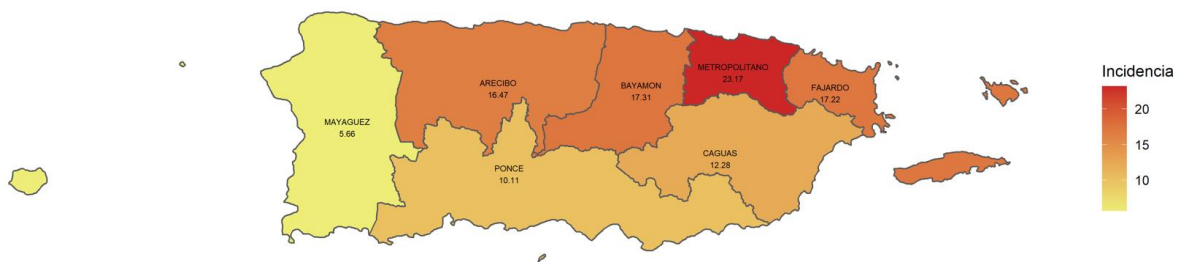 METROPOLITANO
23.17
ARECIBO
16.47
BAYAMON
17.31
FAJARDO
17.22
MAYAGUEZ
5.66
CAGUAS
12.28
PONCE
10.11
Incidencia
20
15
10